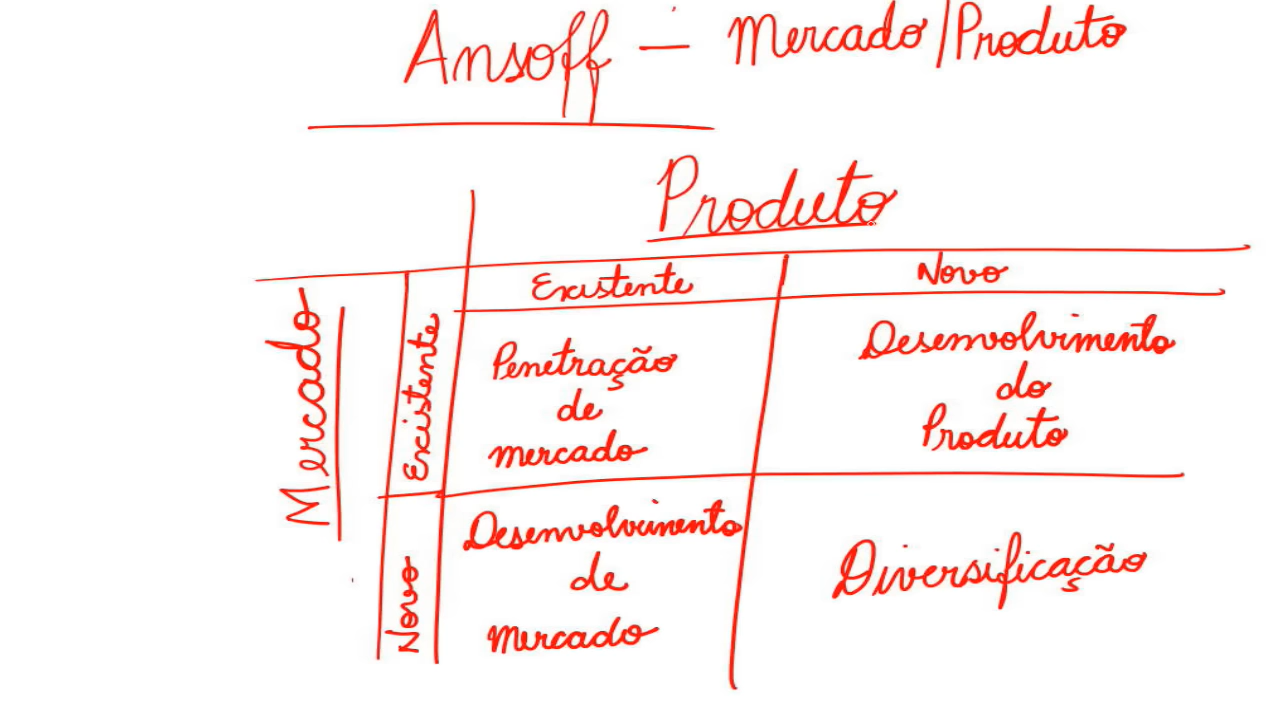 Ansoff - Mercado/Produto
Produto
Existente
Novo
Mercado
Existente
Penetração
de
mercado
Desenvolvimento
do
Produto
Novo
Desenvolvimento
de
mercado
Diversificação